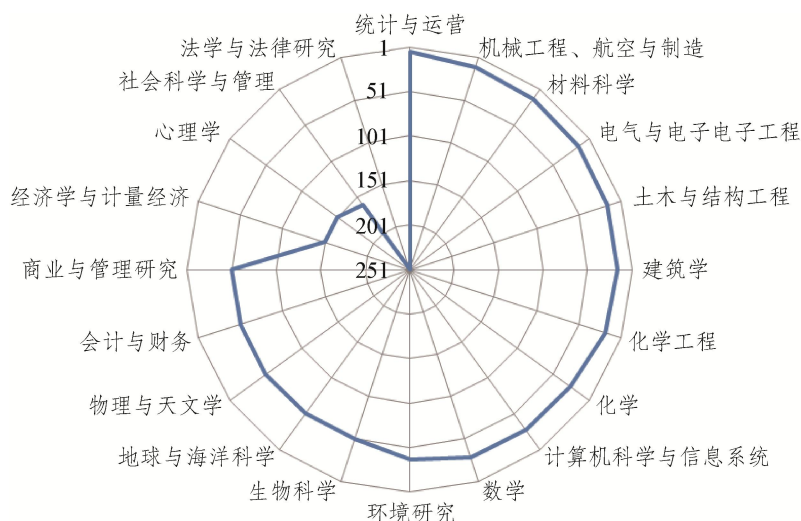 统计与运营
机械工程、航空与制造
材料科学
电气与电子电子工程
土木与结构工程
建筑学
化学工程
化学
计算机科学与信息系统
数学
环境研究
生物科学
地球与海洋科学
物理与天文学
会计与财务
商业与管理研究
经济学与计量经济
心理学
社会科学与管理
法学与法律研究
1
51
101
151
201
251